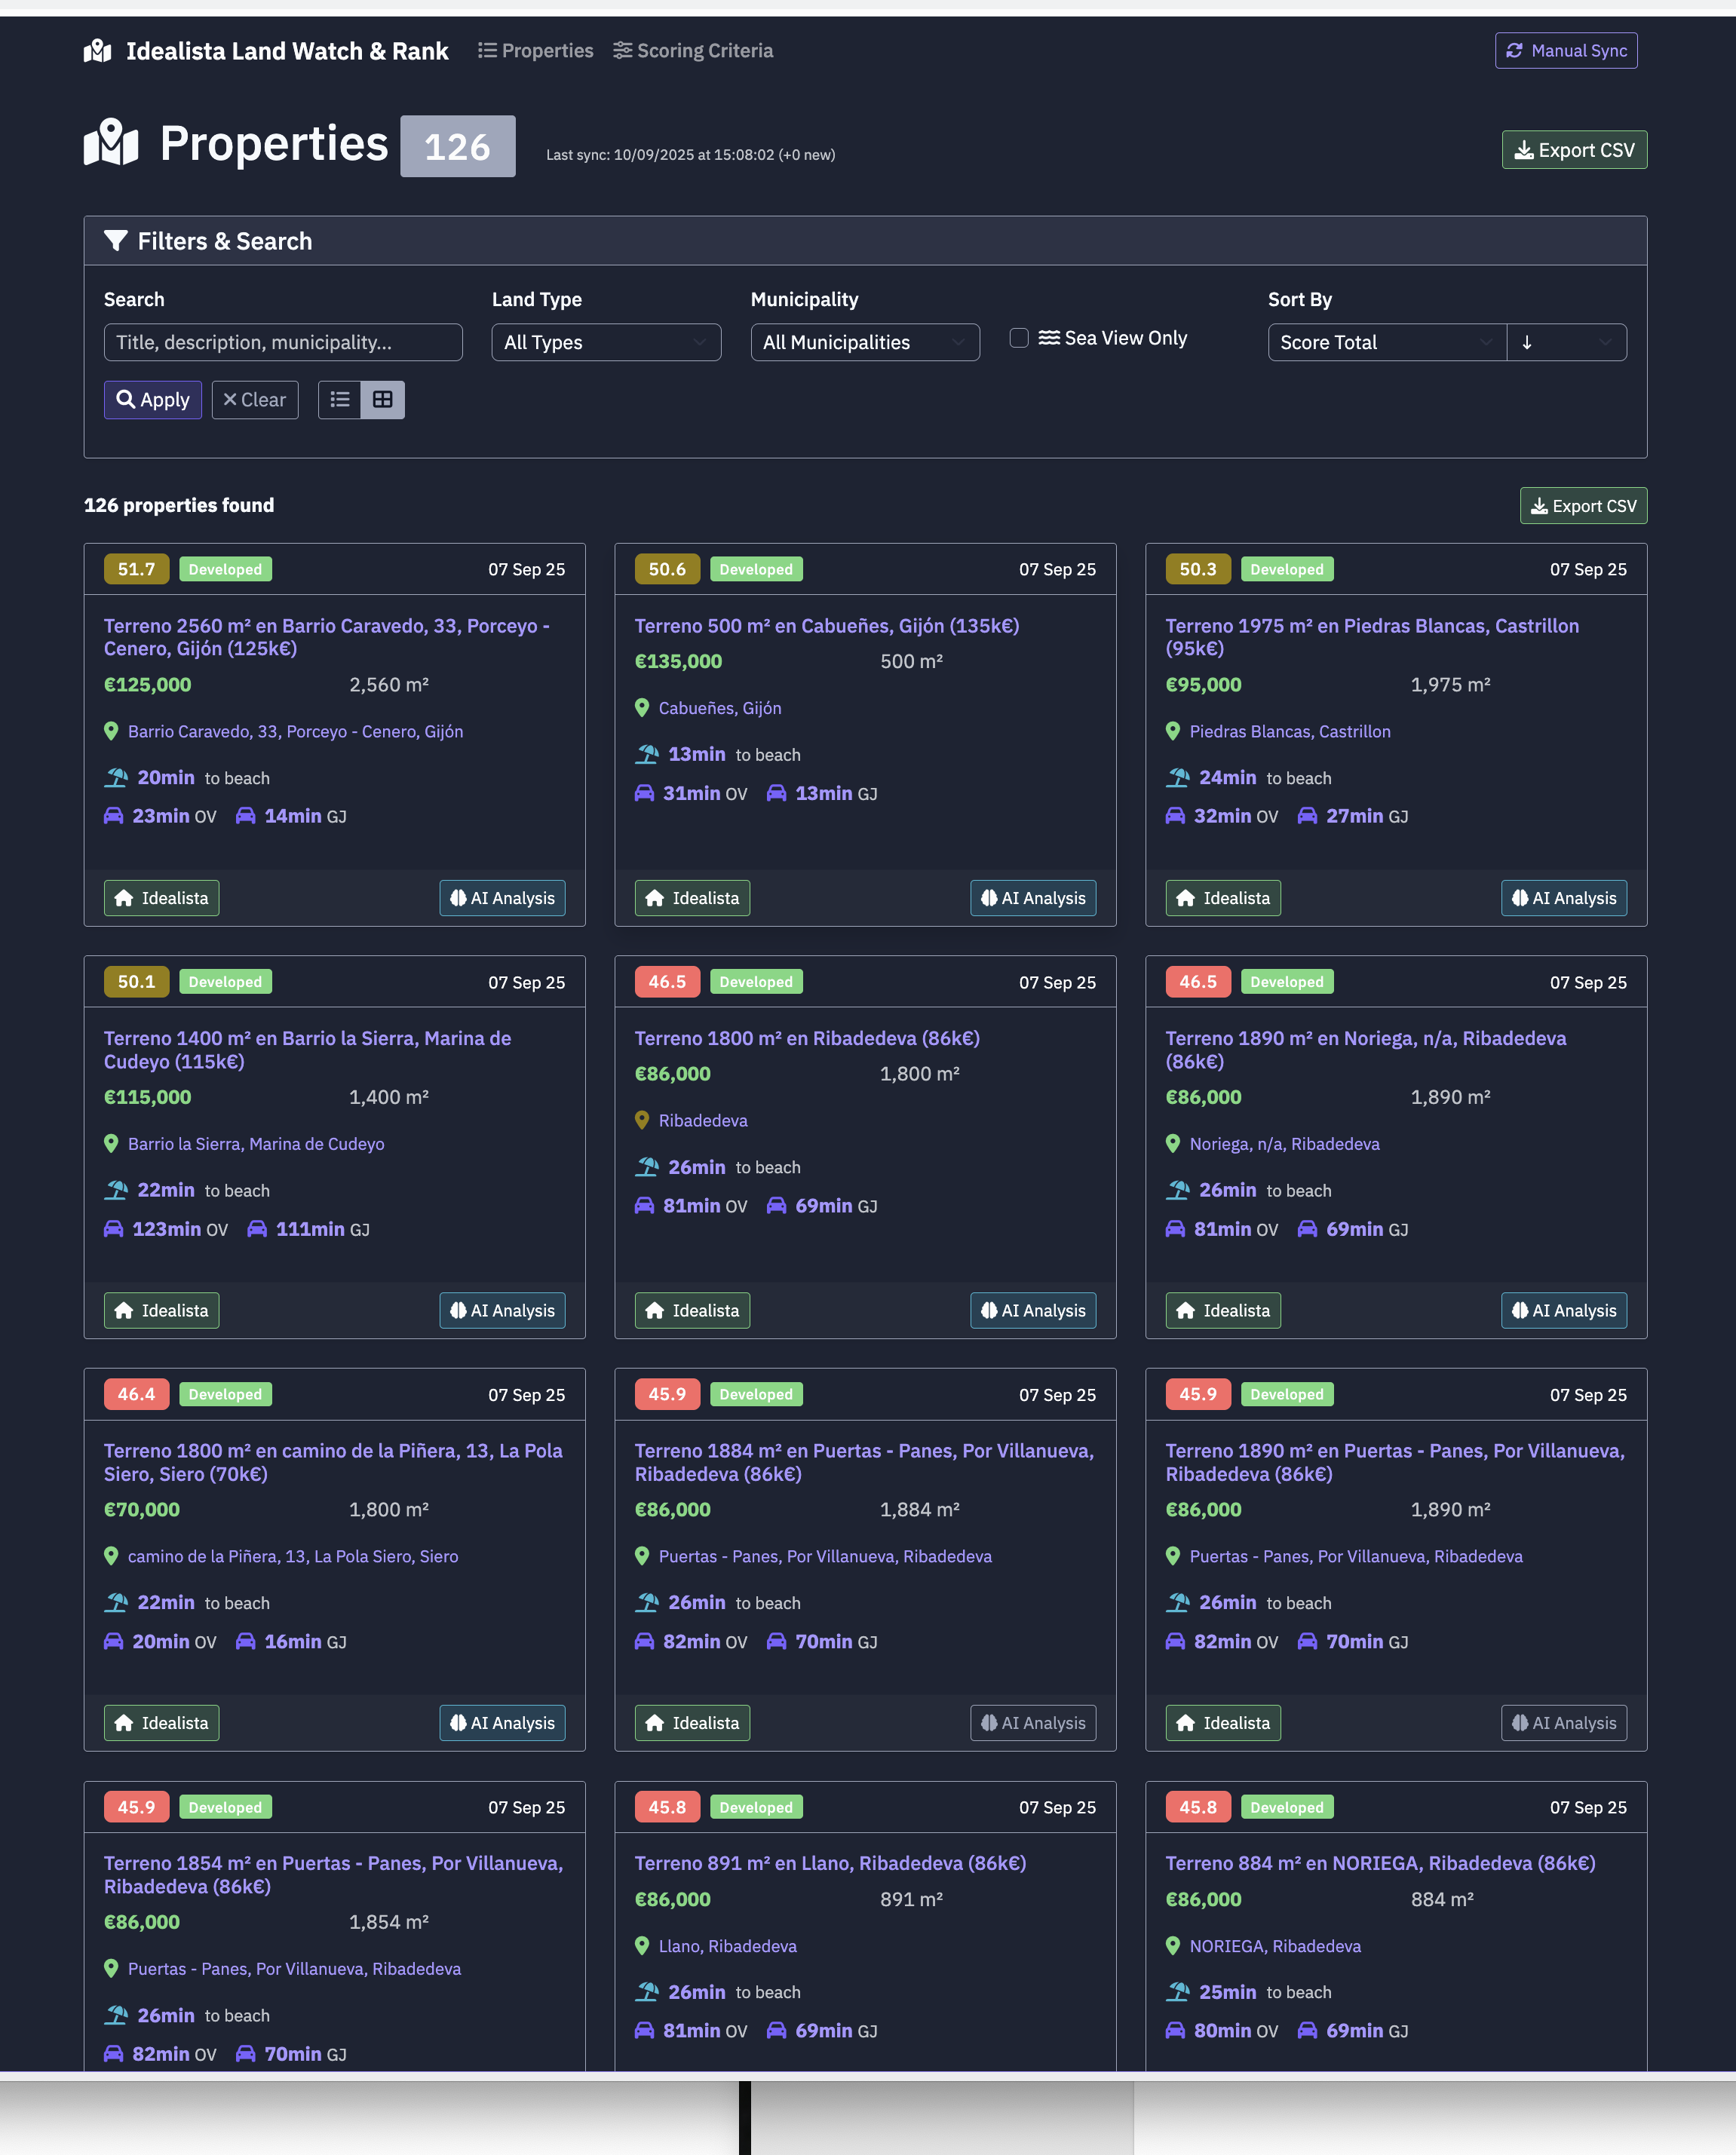 Idealista Land Watch & Rank Properties Scoring Criteria Manual Sync
Properties 126 Last sync: 10/09/2025 at 15:08:02 (+0 new) Export CSV
Filters & Search
Search Land Type Municipality Sort By
Title, description, municipality... All Types All Municipalities Sea View Only Score Total ↓
Apply Clear
126 properties found Export CSV
51.7 Developed 07 Sep 25
Terreno 2560 m² en Barrio Caravedo, 33, Porceyo -
Cenero, Gijón (125k€)
€125,000 2,560 m²
Barrio Caravedo, 33, Porceyo - Cenero, Gijón
20min to beach
23min OV 14min GJ
Idealista AI Analysis
50.6 Developed 07 Sep 25
Terreno 500 m² en Cabueñes, Gijón (135k€)
€135,000 500 m²
Cabueñes, Gijón
13min to beach
31min OV 13min GJ
Idealista AI Analysis
50.3 Developed 07 Sep 25
Terreno 1975 m² en Piedras Blancas, Castrillon
(95k€)
€95,000 1,975 m²
Piedras Blancas, Castrillon
24min to beach
32min OV 27min GJ
Idealista AI Analysis
50.1 Developed 07 Sep 25
Terreno 1400 m² en Barrio la Sierra, Marina de
Cudeyo (115k€)
€115,000 1,400 m²
Barrio la Sierra, Marina de Cudeyo
22min to beach
123min OV 111min GJ
Idealista AI Analysis
46.5 Developed 07 Sep 25
Terreno 1800 m² en Ribadedeva (86k€)
€86,000 1,800 m²
Ribadedeva
26min to beach
81min OV 69min GJ
Idealista AI Analysis
46.5 Developed 07 Sep 25
Terreno 1890 m² en Noriega, n/a, Ribadedeva
(86k€)
€86,000 1,890 m²
Noriega, n/a, Ribadedeva
26min to beach
81min OV 69min GJ
Idealista AI Analysis
46.4 Developed 07 Sep 25
Terreno 1800 m² en camino de la Piñera, 13, La Pola
Siero, Siero (70k€)
€70,000 1,800 m²
camino de la Piñera, 13, La Pola Siero, Siero
22min to beach
20min OV 16min GJ
Idealista AI Analysis
45.9 Developed 07 Sep 25
Terreno 1884 m² en Puertas - Panes, Por Villanueva,
Ribadedeva (86k€)
€86,000 1,884 m²
Puertas - Panes, Por Villanueva, Ribadedeva
26min to beach
82min OV 70min GJ
Idealista AI Analysis
45.9 Developed 07 Sep 25
Terreno 1890 m² en Puertas - Panes, Por Villanueva,
Ribadedeva (86k€)
€86,000 1,890 m²
Puertas - Panes, Por Villanueva, Ribadedeva
26min to beach
82min OV 70min GJ
Idealista AI Analysis
45.9 Developed 07 Sep 25
Terreno 1854 m² en Puertas - Panes, Por Villanueva,
Ribadedeva (86k€)
€86,000 1,854 m²
Puertas - Panes, Por Villanueva, Ribadedeva
26min to beach
82min OV 70min GJ
45.8 Developed 07 Sep 25
Terreno 891 m² en Llano, Ribadedeva (86k€)
€86,000 891 m²
Llano, Ribadedeva
26min to beach
81min OV 69min GJ
45.8 Developed 07 Sep 25
Terreno 884 m² en NORIEGA, Ribadedeva (86k€)
€86,000 884 m²
NORIEGA, Ribadedeva
25min to beach
80min OV 69min GJ